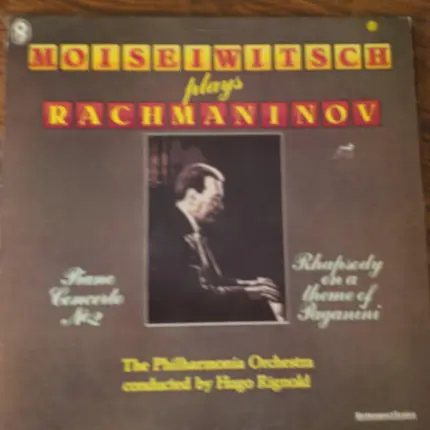 MOISEIWITSCH
plays
RACHMANINOV
Piano
Concerto
No2
Rhapsody
on a
theme of
Paganini
The Philharmonia Orchestra
conducted by Hugo Rignold